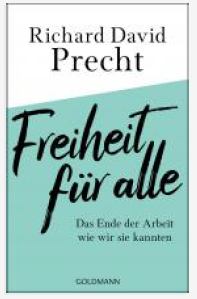 Richard David
Precht
Freiheit
für alle
Das Ende der Arbeit
wie wir sie kannten
GOLDMANN